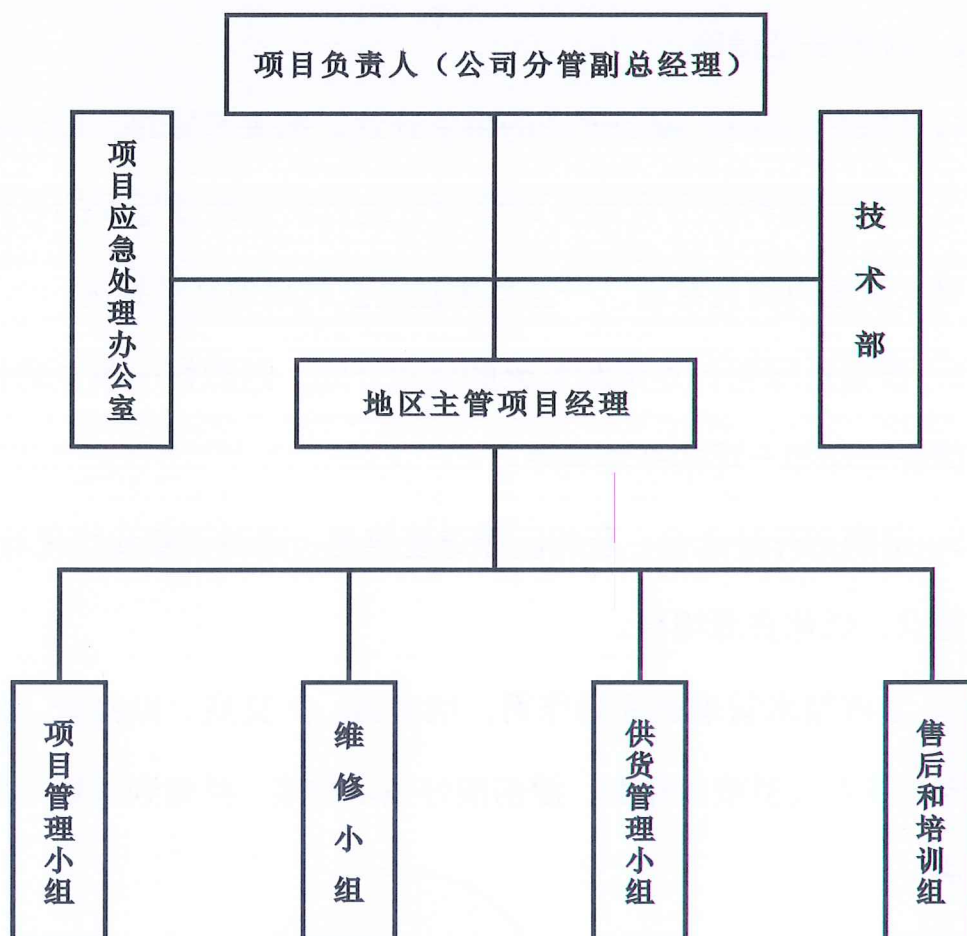 项目负责人（公司分管副总经理）
项目应急处理办公室
技术部
地区主管项目经理
项目管理小组
维修小组
供货管理小组
售后和培训组